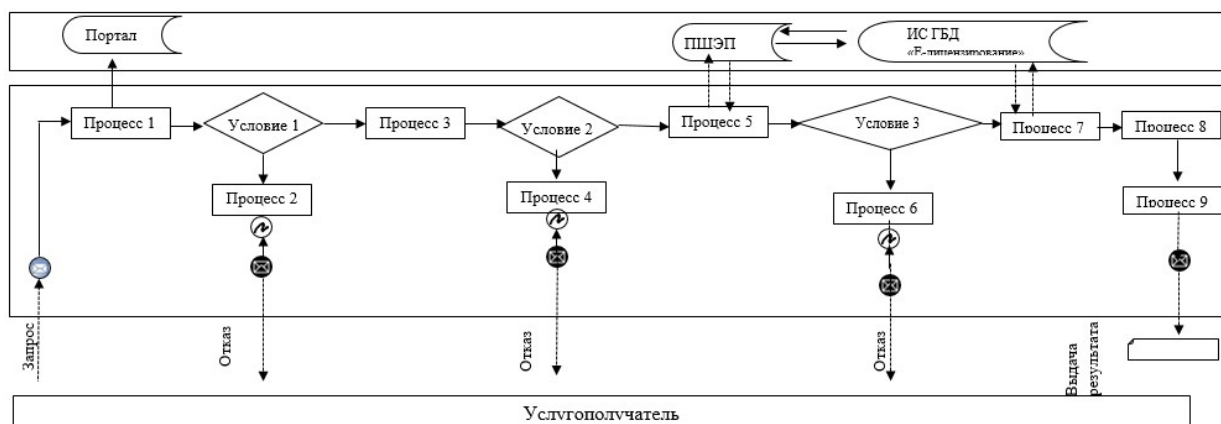 Портал
ПШЭП
ИС ГБД
«Е-лицензирование»
Процесс 1
Условие 1
Процесс 3
Условие 2
Процесс 5
Условие 3
Процесс 7
Процесс 8
Процесс 2
Процесс 4
Процесс 6
Процесс 9
Запрос
Отказ
Отказ
Отказ
Выдача
результата
Услугополучатель